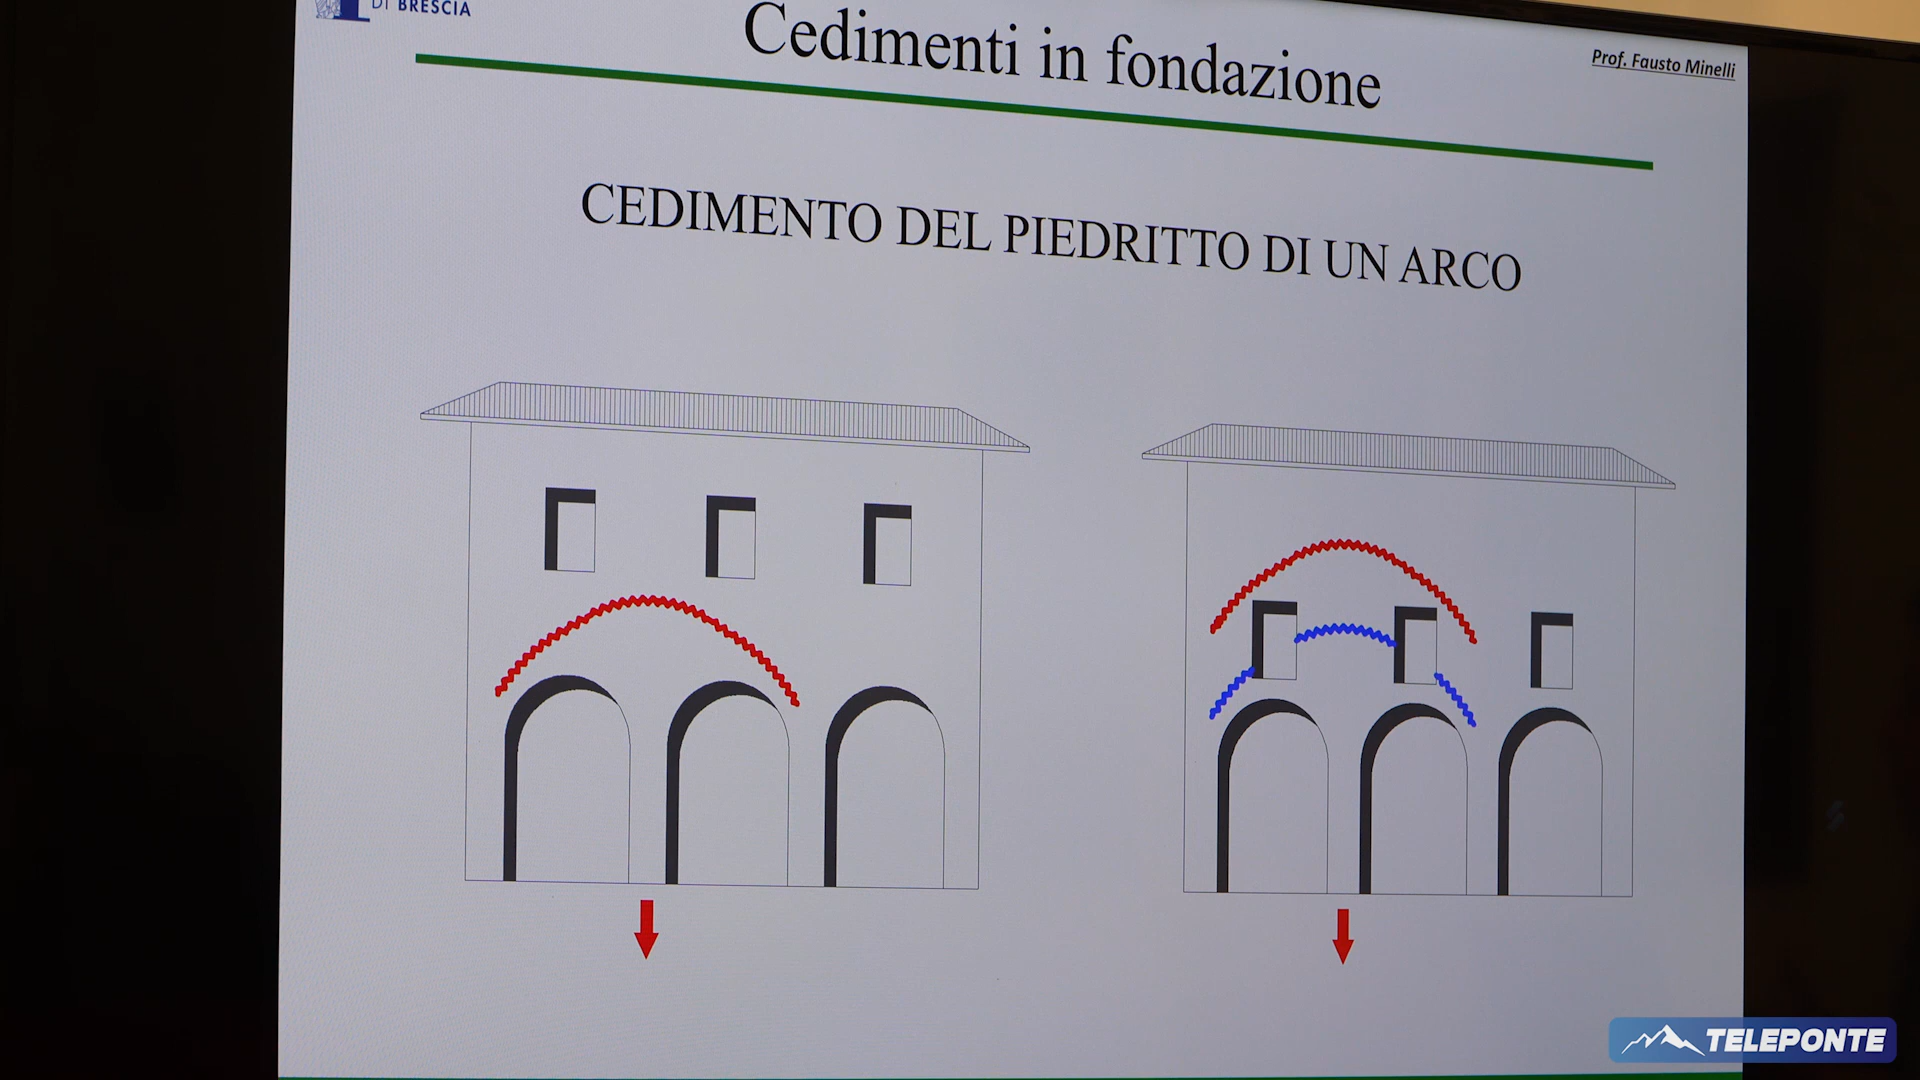 DI BRESCIA
Cedimenti in fondazione
Prof. Fausto Minelli
CEDIMENTO DEL PIEDRITTO DI UN ARCO
TELEPONTE